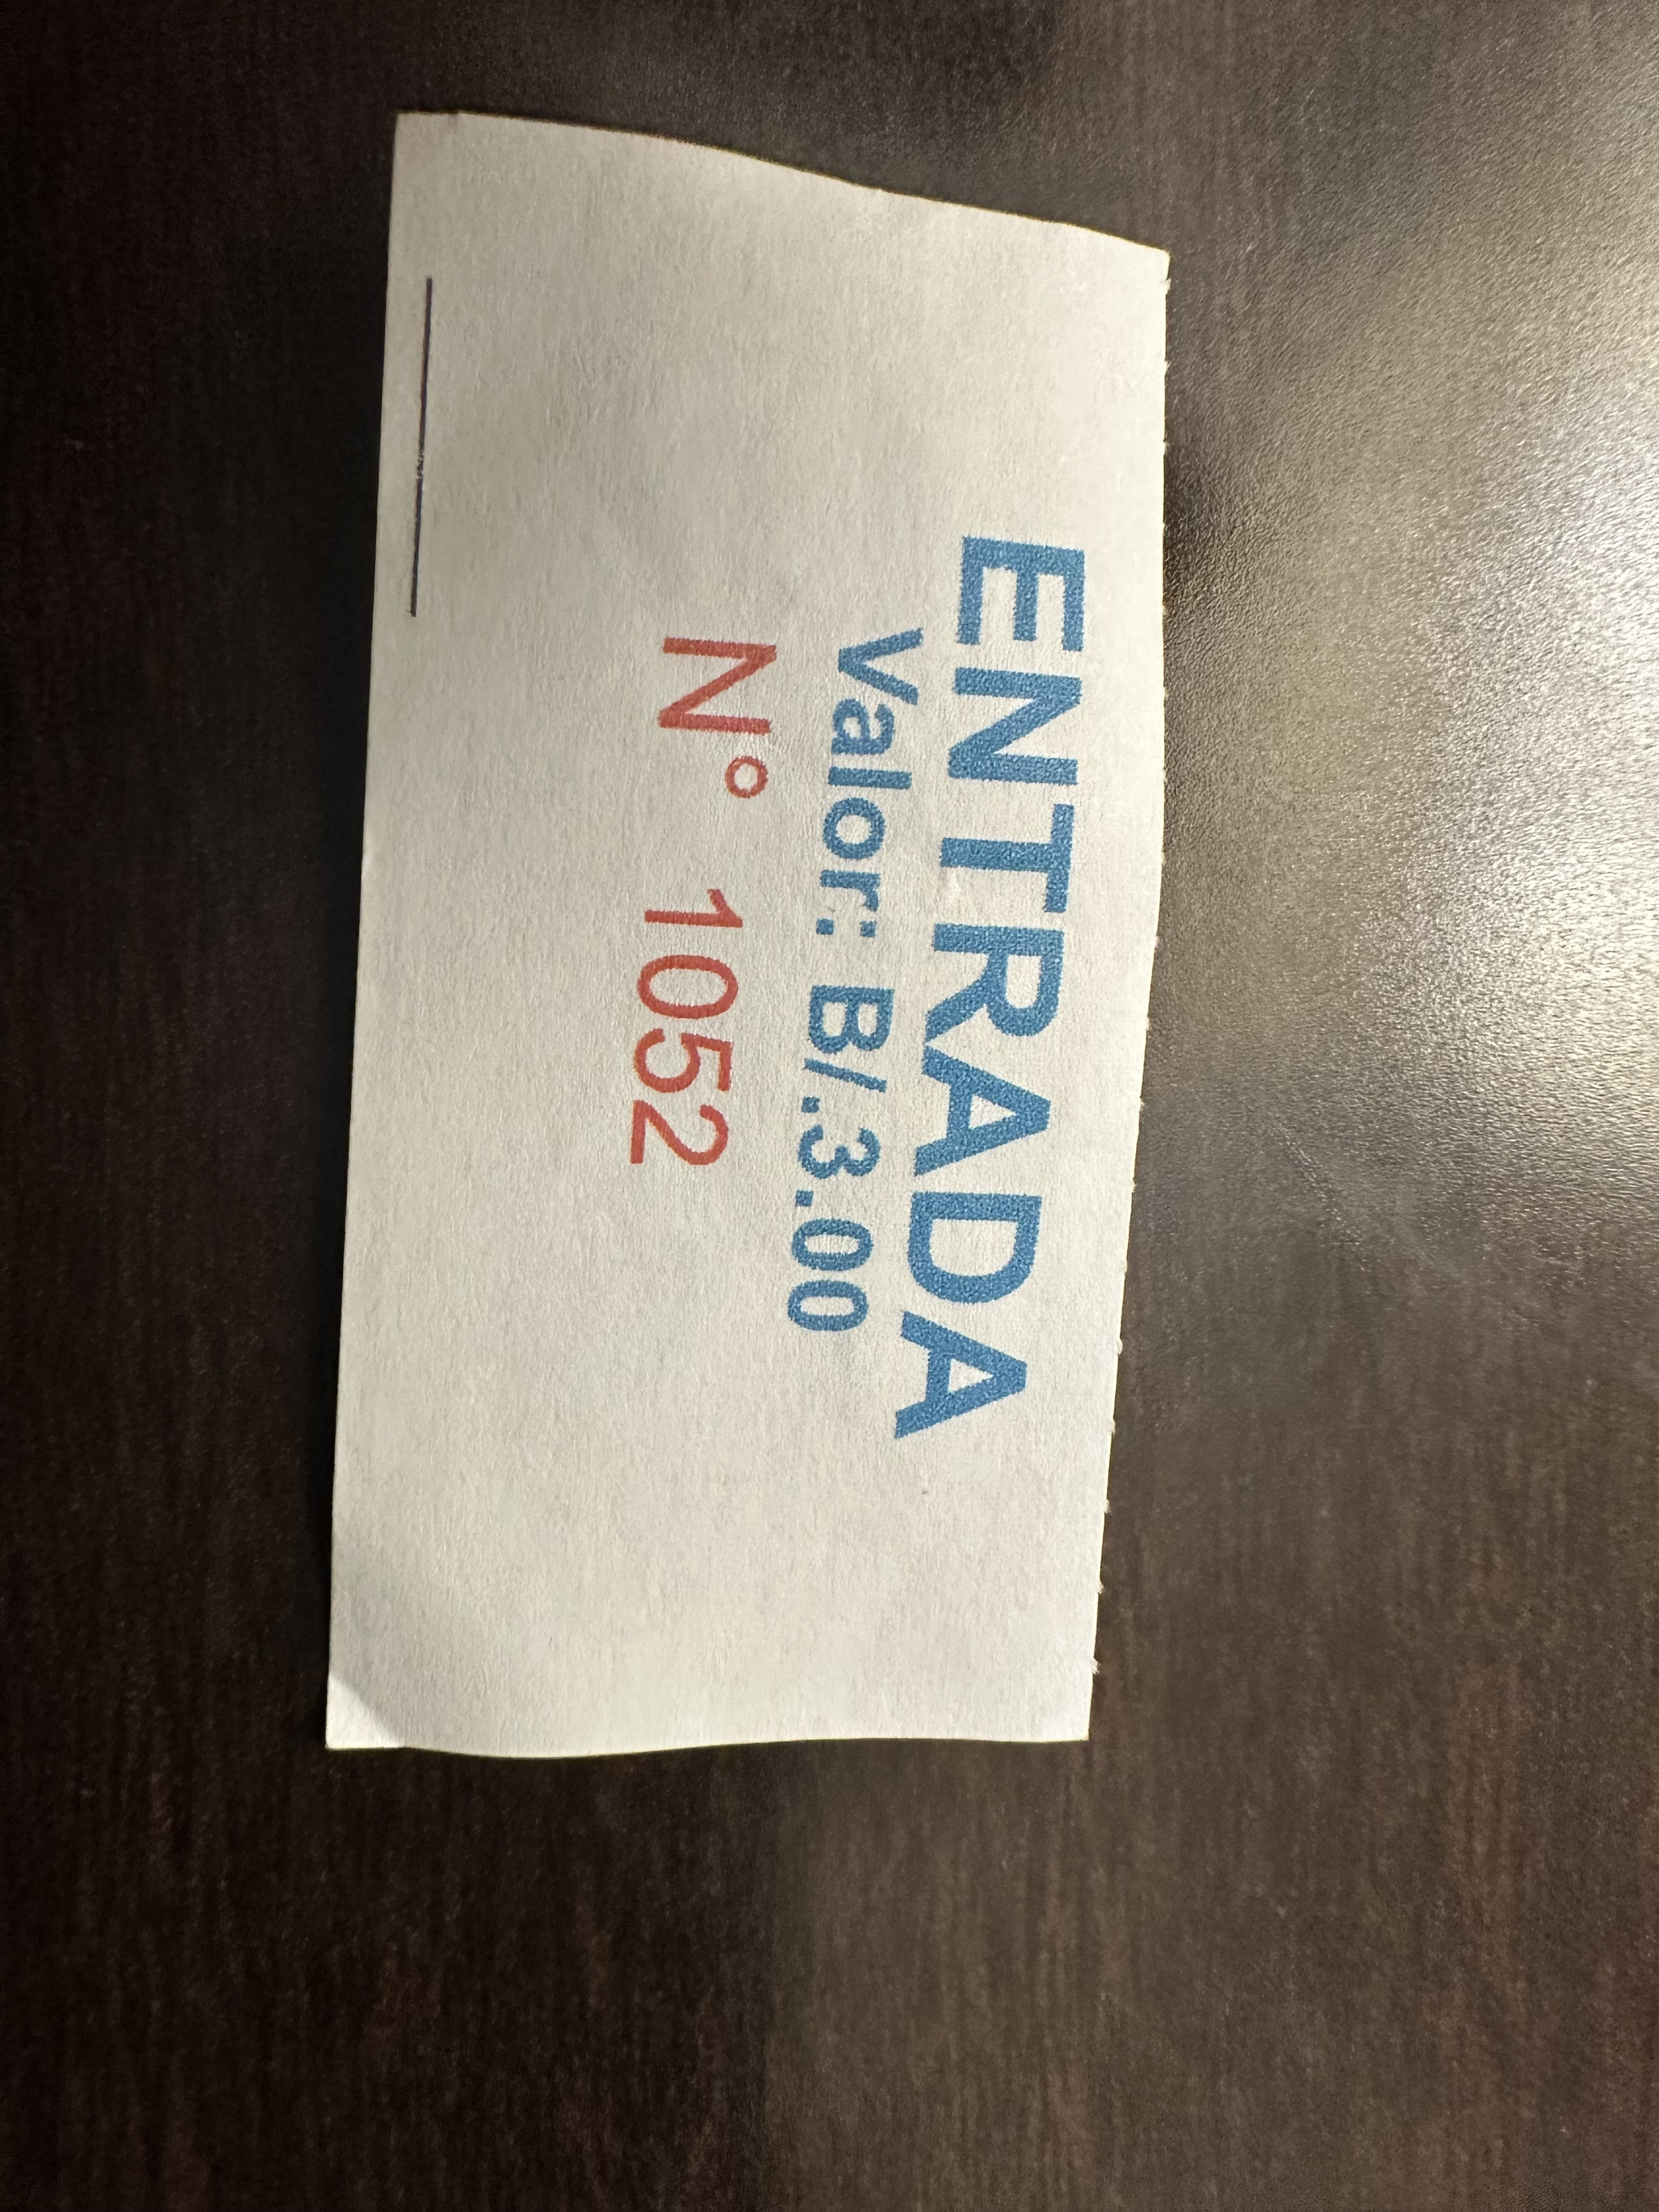 ENTRADA
Valor: B/.3.00
N° 1052